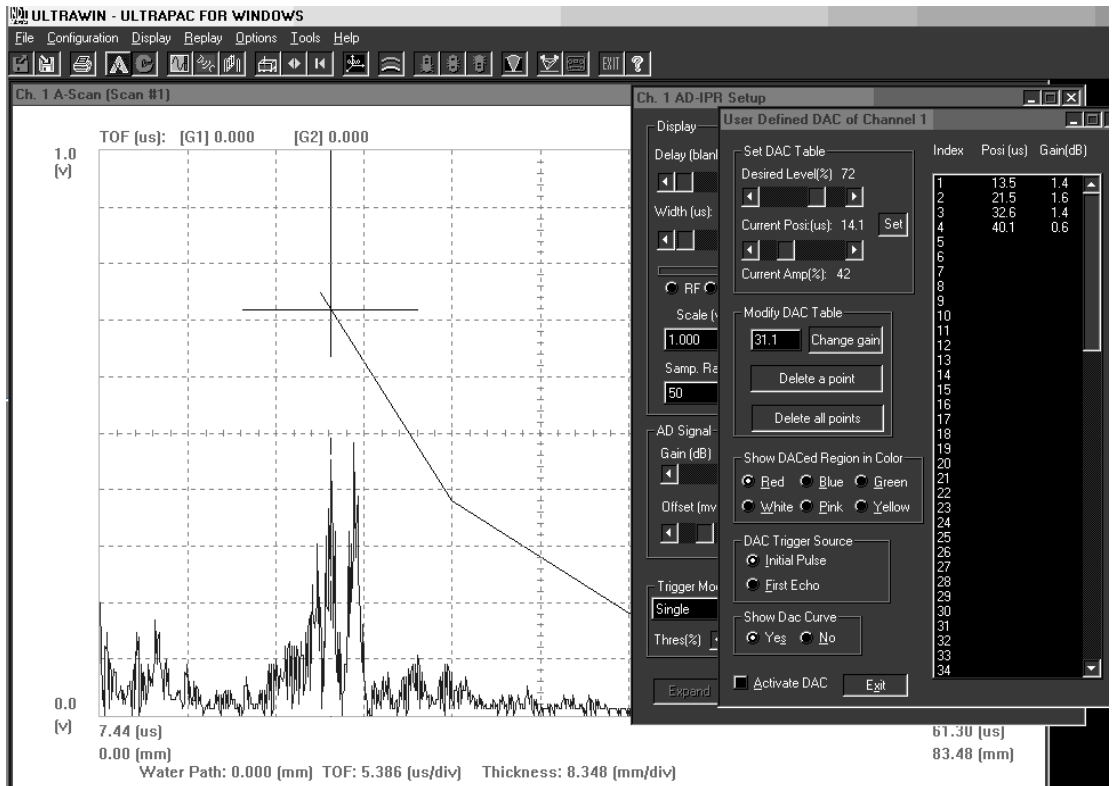 ULTRAWIN - ULTRAPAC FOR WINDOWS
File Configuration Display Replay Options Tools Help
EXIT ?
Ch. 1 A-Scan (Scan #1)
TOF (us): [G1] 0.000 [G2] 0.000
1.0
(v)
0.0
(v)
7.44 (us)
61.30 (us)
0.00 (mm)
83.48 (mm)
Water Path: 0.000 (mm) TOF: 5.386 (us/div) Thickness: 8.348 (mm/div)
Ch. 1 AD-IPR Setup
Display
Delay (blan
Width (us):
RF
Scale (v
1.000
Samp. Ra
50
AD Signal
Gain (dB)
Offset (mv
Trigger Mo
Single
Thres(%)
Expand
User Defined DAC of Channel 1
Set DAC Table
Desired Level(%) 72
Current Posi:(us): 14.1 Set
Current Amp(%): 42
Modify DAC Table
31.1 Change gain
Delete a point
Delete all points
Show DACed Region in Color
Red Blue Green
White Pink Yellow
DAC Trigger Source
Initial Pulse
First Echo
Show Dac Curve
Yes No
Activate DAC Exit
Index Posi (us) Gain(dB)
1 13.5 1.4
2 21.5 1.6
3 32.6 1.4
4 40.1 0.6
5
6
7
8
9
10
11
12
13
14
15
16
17
18
19
20
21
22
23
24
25
26
27
28
29
30
31
32
33
34